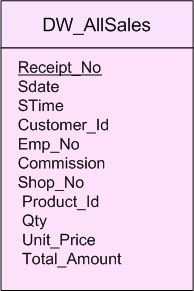 DW_AllSales
Receipt_No
Sdate
STime
Customer_Id
Emp_No
Commission
Shop_No
Product_Id
Qty
Unit_Price
Total_Amount